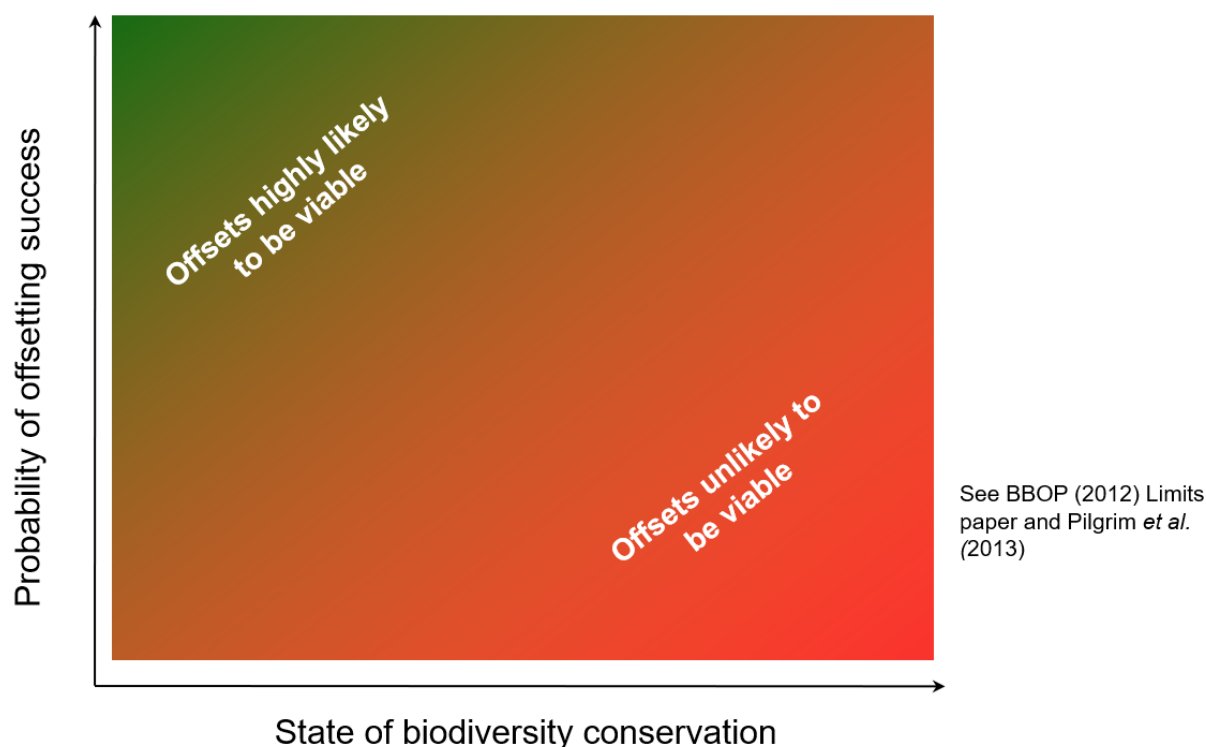 Probability of offsetting success
Offsets highly likely
to be viable
Offsets unlikely to
be viable
See BBOP (2012) Limits
paper and Pilgrim et al.
(2013)
State of biodiversity conservation